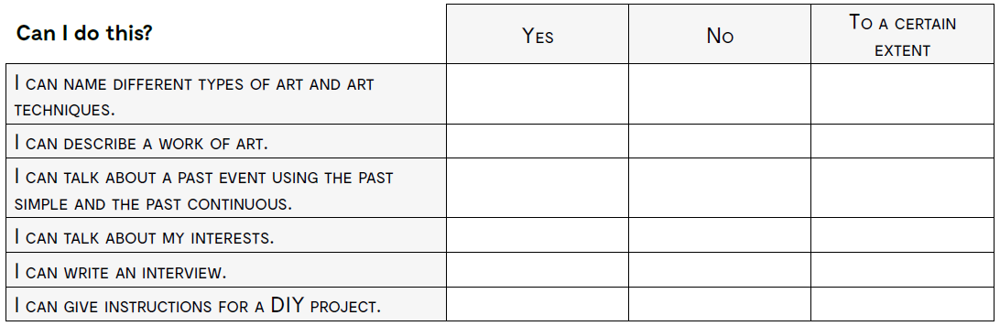 Can I do this?
Yes
No
To a certain
extent
I can name different types of art and art
techniques.
I can describe a work of art.
I can talk about a past event using the past
simple and the past continuous.
I can talk about my interests.
I can write an interview.
I can give instructions for a DIY project.